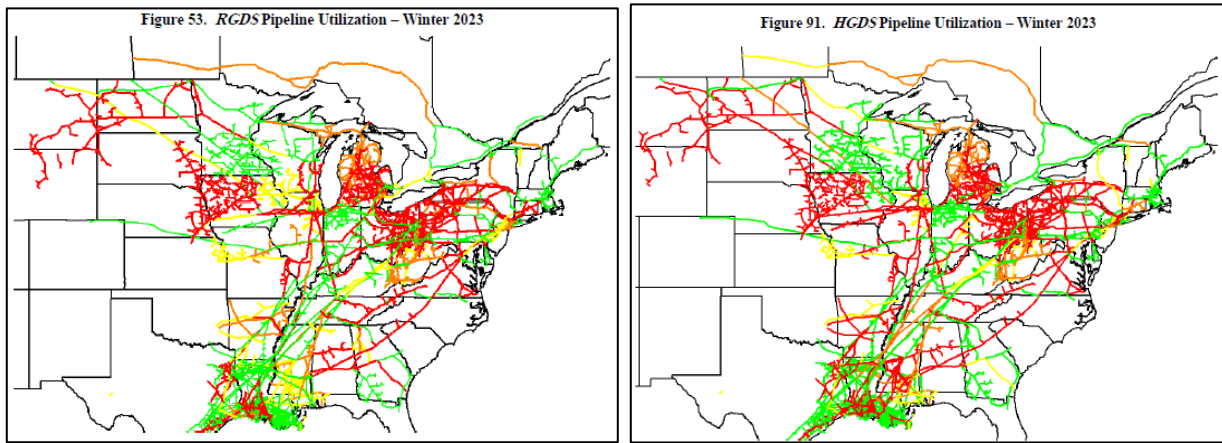 Figure 53. RGDS Pipeline Utilization – Winter 2023
Figure 91. HGDS Pipeline Utilization – Winter 2023